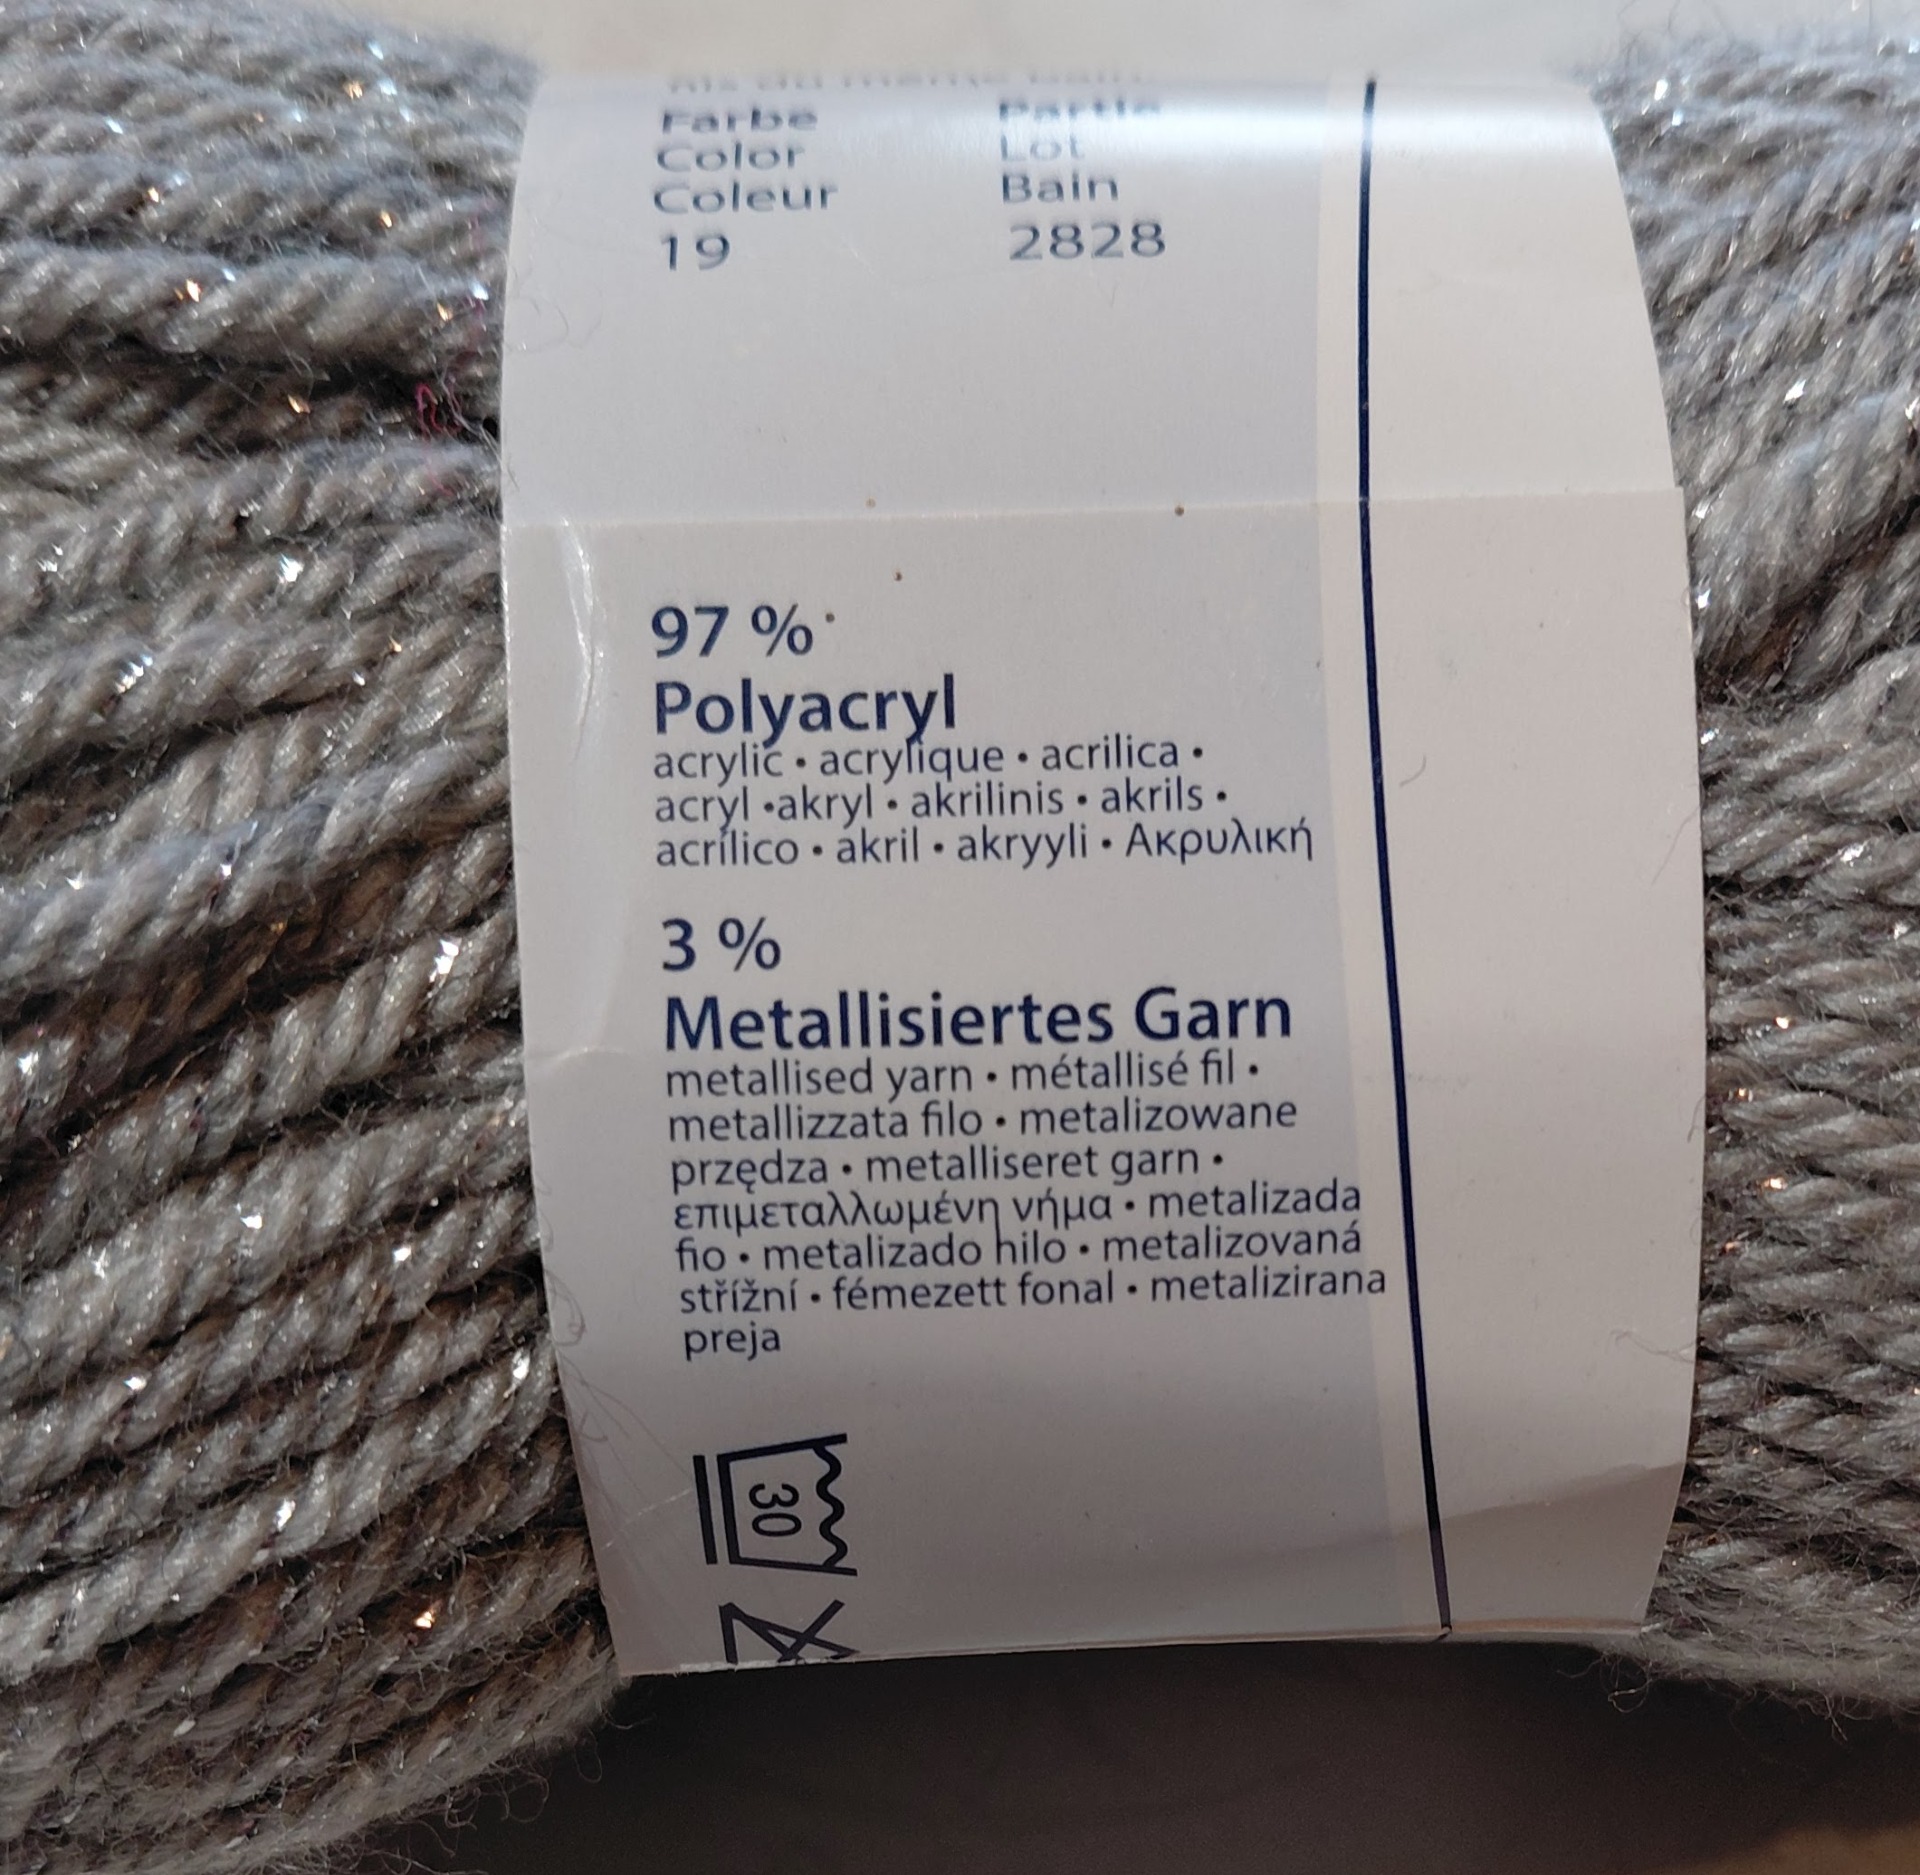 Farbe Partie
Color Lot
Coleur Bain
19 2828
97 %
Polyacryl
acrylic • acrylique • acrilica •
acryl •akryl • akrilinis • akrils •
acrílico • akril • akryyli • Ακρυλική
3 %
Metallisiertes Garn
metallised yarn • métallisé fil •
metallizzata filo • metalizowane
przędza • metalliseret garn •
επιμεταλλωμένη νήμα • metalizada
fio • metalizado hilo • metalizovaná
střížní • fémezett fonal • metalizirana
preja
30